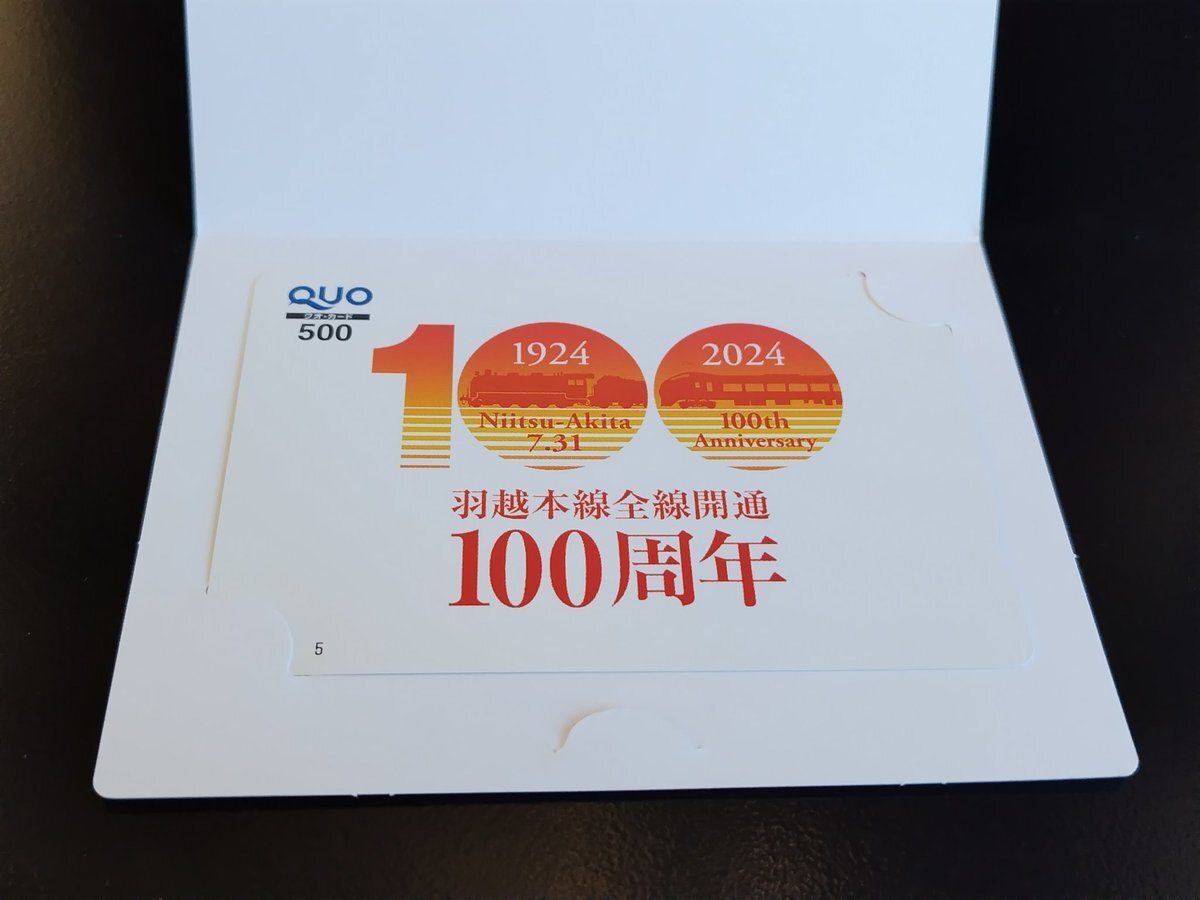 QUO
クオ・カード
500
100
1924
Niitsu-Akita
7.31
2024
100th
Anniversary
羽越本線全線開通
100周年
5